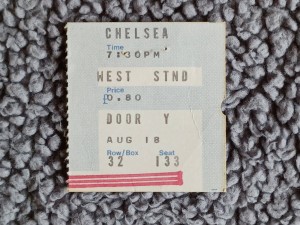 CHELSEA
Time
7:30PM
WEST STND
Price
£0.80
DOOR Y
AUG 18
Row/Box Seat
32 133